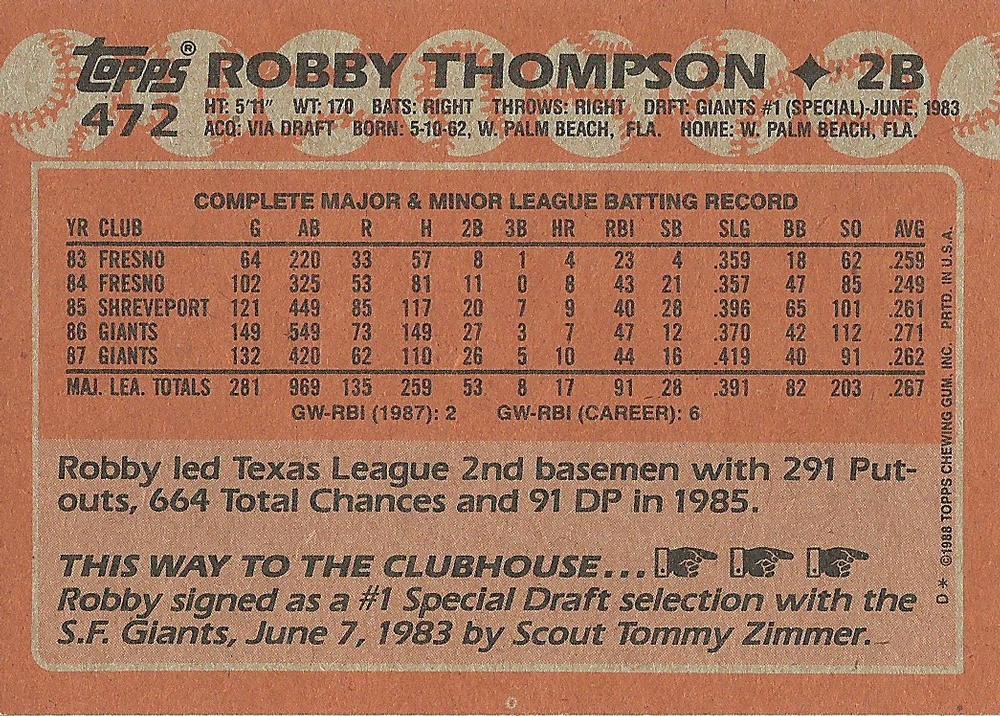 Topps® ROBBY THOMPSON ✦ 2B
472 HT: 5'11" WT: 170 BATS: RIGHT THROWS: RIGHT DRFT: GIANTS #1 (SPECIAL)-JUNE, 1983
ACQ: VIA DRAFT BORN: 5-10-62, W. PALM BEACH, FLA. HOME: W. PALM BEACH, FLA.
COMPLETE MAJOR & MINOR LEAGUE BATTING RECORD
YR CLUB G AB R H 2B 3B HR RBI SB SLG BB SO AVG
83 FRESNO 64 220 33 57 8 1 4 23 4 .359 18 62 .259
84 FRESNO 102 325 53 81 11 0 8 43 21 .357 47 85 .249
85 SHREVEPORT 121 449 85 117 20 7 9 40 28 .396 65 101 .261
86 GIANTS 149 549 73 149 27 3 7 47 12 .370 42 112 .271
87 GIANTS 132 420 62 110 26 5 10 44 16 .419 40 91 .262
MAJ. LEA. TOTALS 281 969 135 259 53 8 17 91 28 .391 82 203 .267
GW-RBI (1987): 2 GW-RBI (CAREER): 6
Robby led Texas League 2nd basemen with 291 Put-
outs, 664 Total Chances and 91 DP in 1985.
THIS WAY TO THE CLUBHOUSE...
Robby signed as a #1 Special Draft selection with the
S.F. Giants, June 7, 1983 by Scout Tommy Zimmer.
D* ©1988 TOPPS CHEWING GUM, INC. PRTD. IN U.S.A.